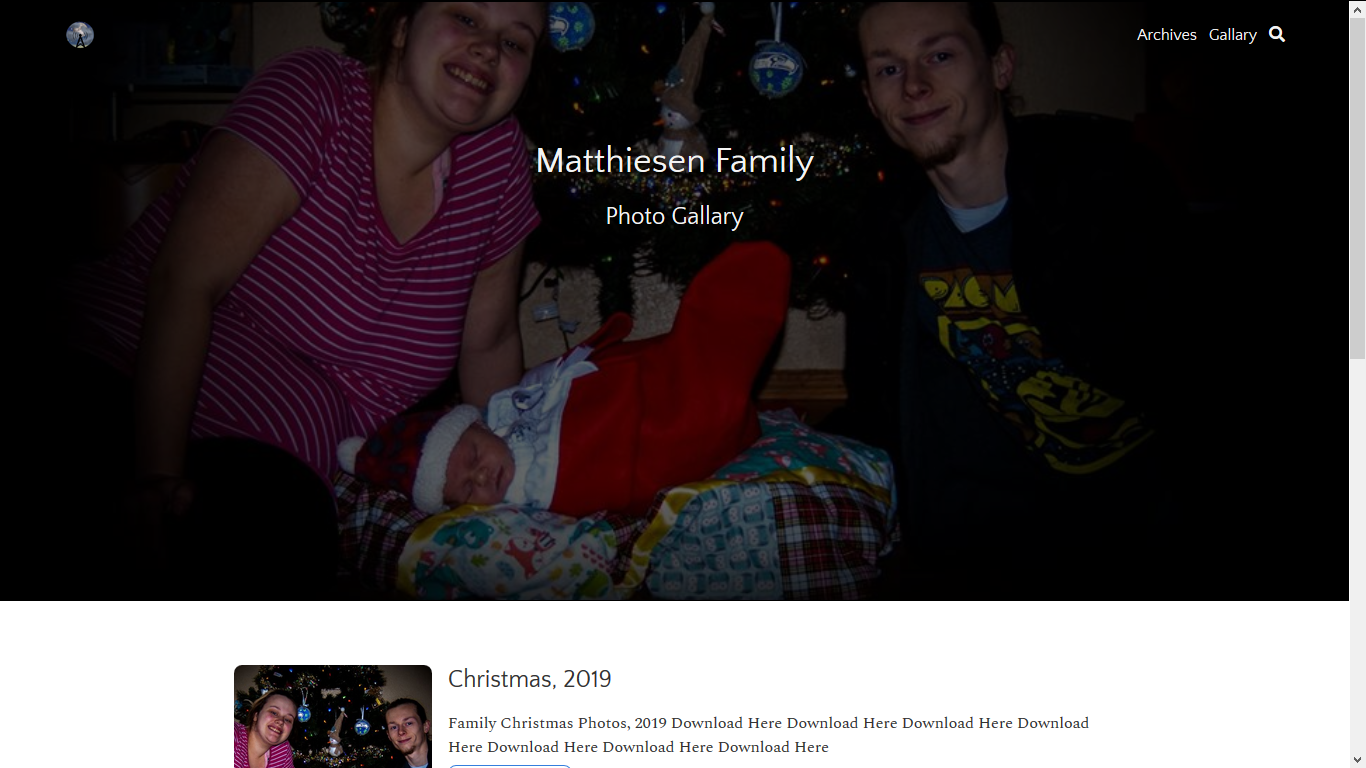 Archives Gallary
Matthiesen Family
Photo Gallary
PACM
Christmas, 2019
Family Christmas Photos, 2019 Download Here Download Here Download Here Download
Here Download Here Download Here Download Here